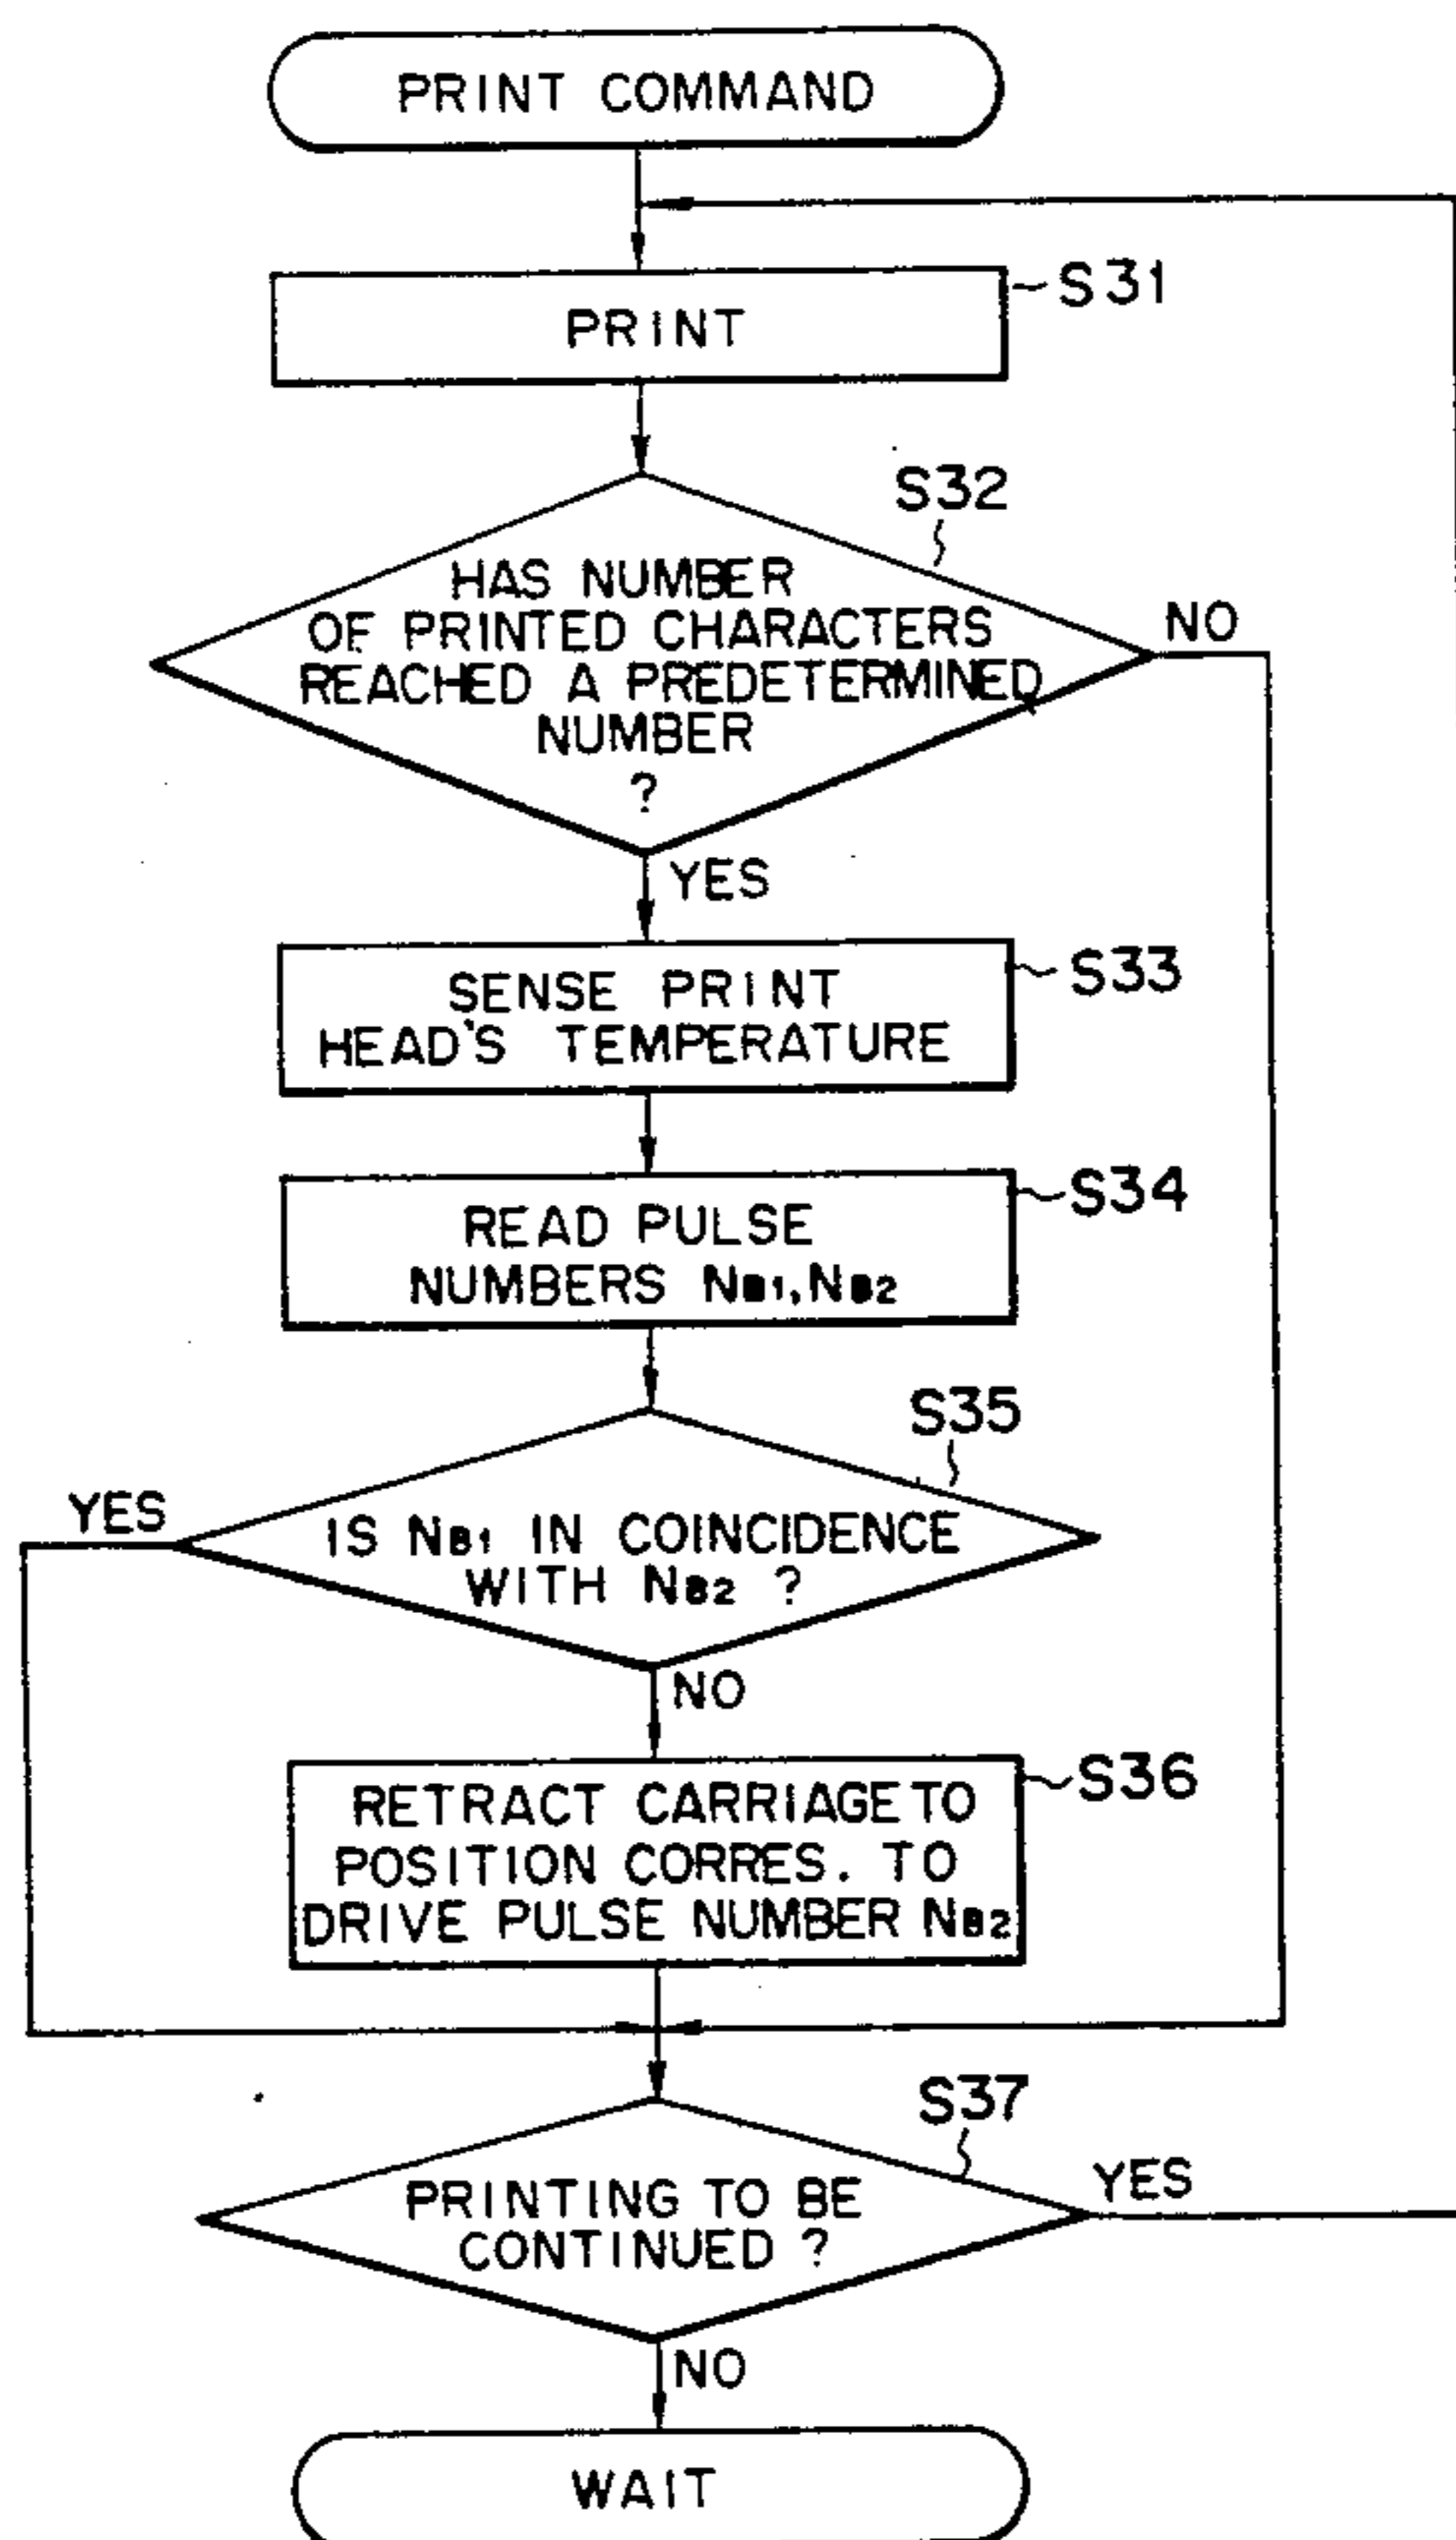 PRINT COMMAND
S31
PRINT
S32
HAS NUMBER
OF PRINTED CHARACTERS
REACHED A PREDETERMINED
NUMBER
?
NO
YES
S33
SENSE PRINT
HEAD'S TEMPERATURE
S34
READ PULSE
NUMBERS NB1, NB2
S35
YES
IS NB1 IN COINCIDENCE
WITH NB2 ?
NO
S36
RETRACT CARRIAGE TO
POSITION CORRES. TO
DRIVE PULSE NUMBER NB2
S37
PRINTING TO BE
CONTINUED ?
YES
NO
WAIT